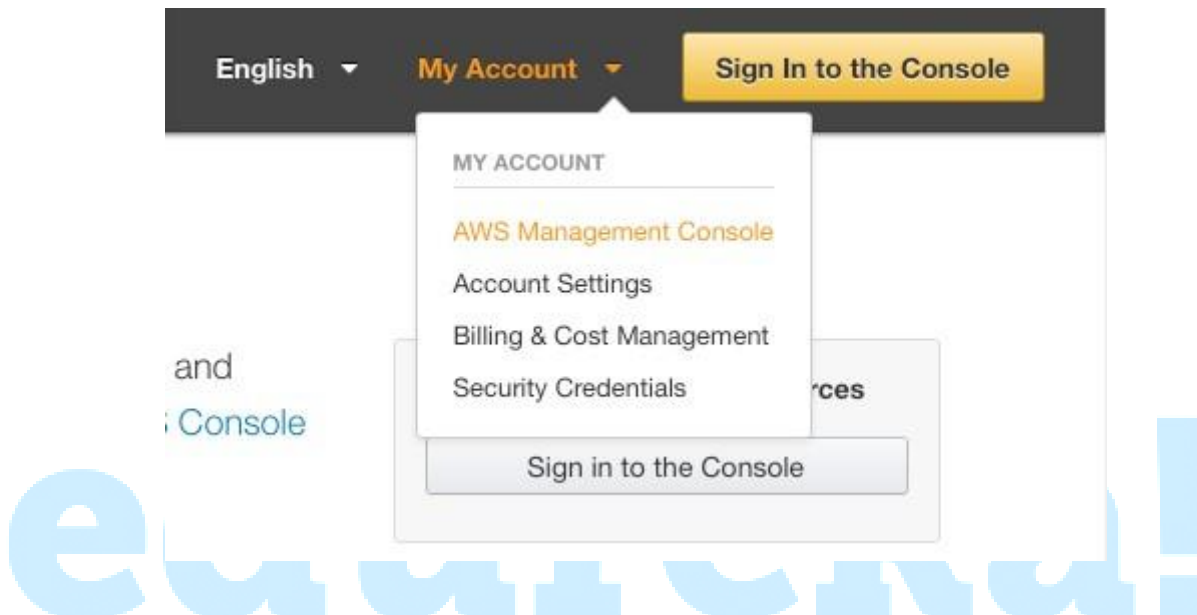 English
My Account
Sign In to the Console
MY ACCOUNT
AWS Management Console
Account Settings
Billing & Cost Management
Security Credentials
and
Console
Sign in to the Console
edureka!